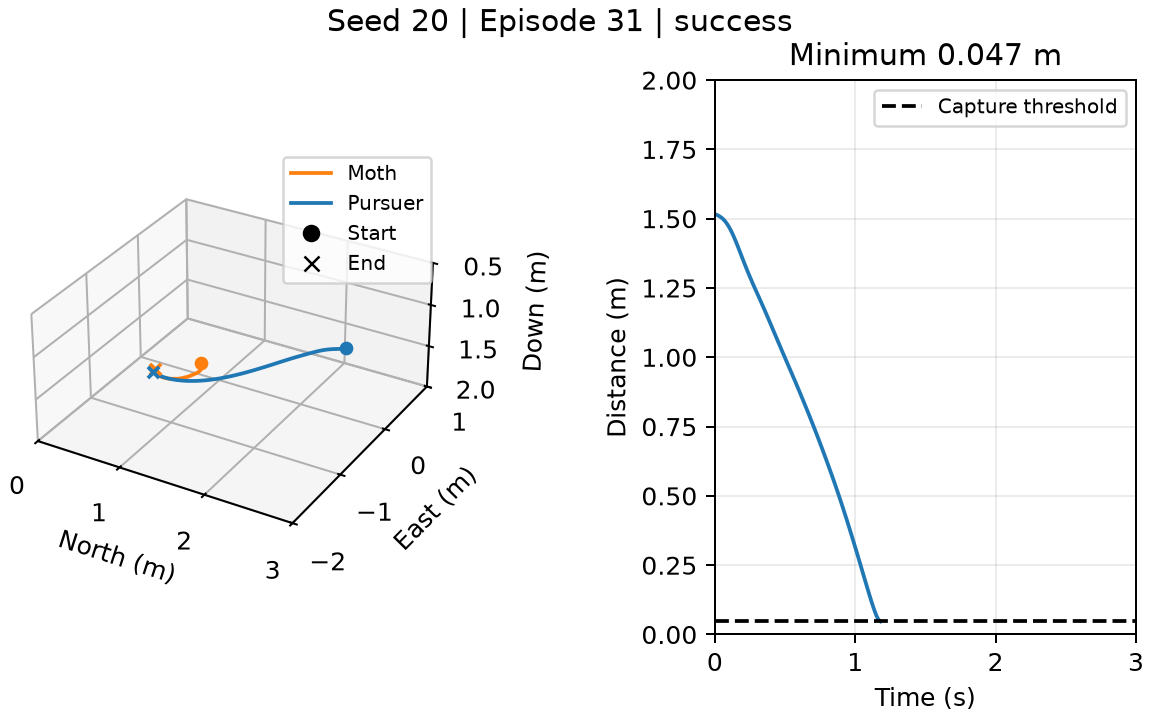 Seed 20 | Episode 31 | success
Moth
Pursuer
Start
End
0.5
1.0
1.5
2.0
Down (m)
1
0
−1
−2
East (m)
0
1
2
3
North (m)
Minimum 0.047 m
Capture threshold
2.00
1.75
1.50
1.25
1.00
0.75
0.50
0.25
0.00
Distance (m)
0
1
2
3
Time (s)